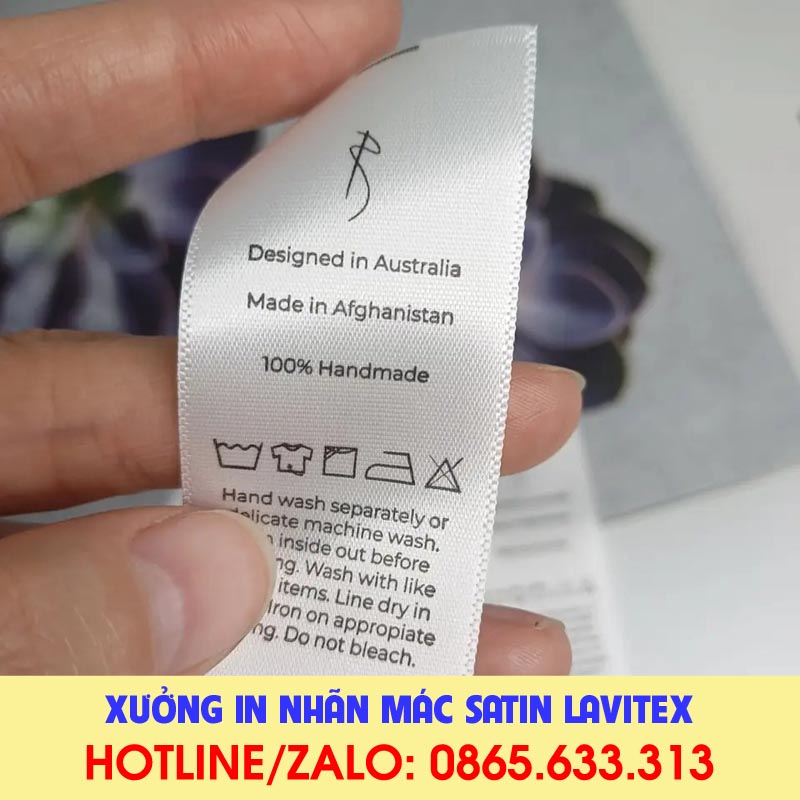 Designed in Australia
Made in Afghanistan
100% Handmade
Hand wash separately or
delicate machine wash.
inside out before
Wash with like
items. Line dry in
Iron on appropiate
Do not bleach.
XƯỞNG IN NHÃN MÁC SATIN LAVITEX
HOTLINE/ZALO: 0865.633.313